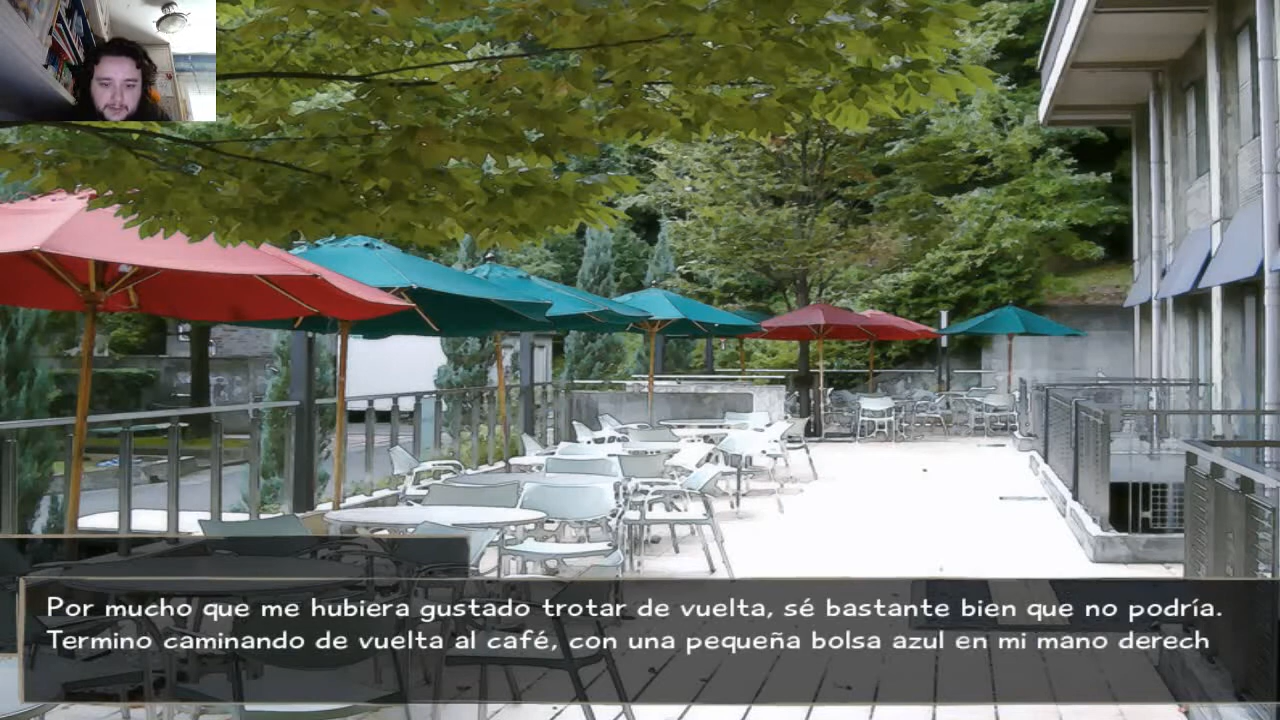 Por mucho que me hubiera gustado trotar de vuelta, sé bastante bien que no podría.
Termino caminando de vuelta al café, con una pequeña bolsa azul en mi mano derech